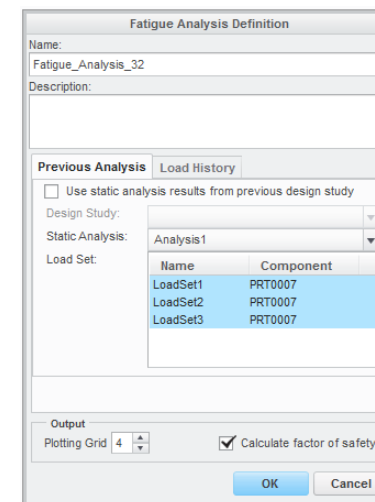 Fatigue Analysis Definition
Name:
Fatigue_Analysis_32
Description:
Previous Analysis Load History
Use static analysis results from previous design study
Design Study:
Static Analysis: Analysis1
Load Set:
Name Component
LoadSet1 PRT0007
LoadSet2 PRT0007
LoadSet3 PRT0007
Output
Plotting Grid 4 Calculate factor of safety
OK Cancel